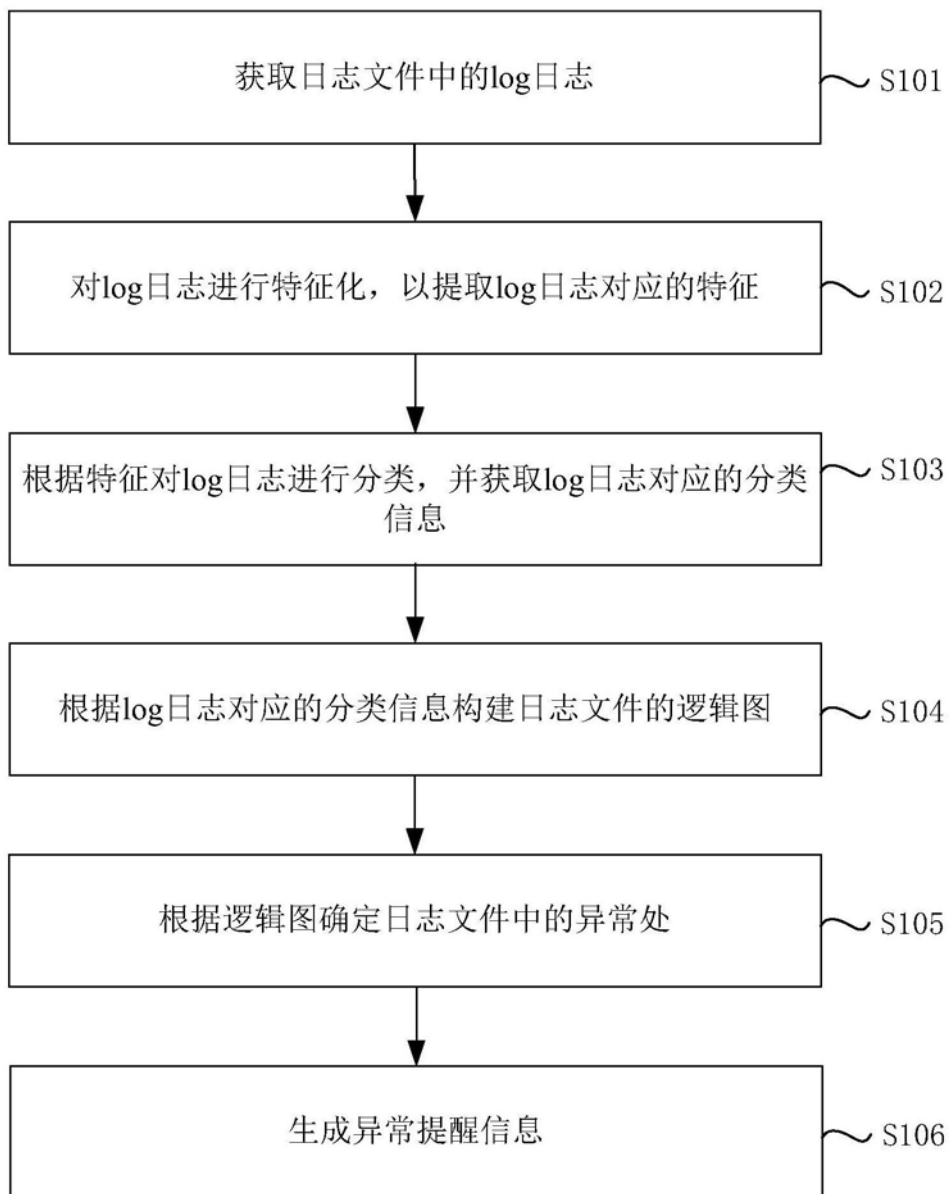 获取日志文件中的log日志
S101
对log日志进行特征化，以提取log日志对应的特征
S102
根据特征对log日志进行分类，并获取log日志对应的分类
信息
S103
根据log日志对应的分类信息构建日志文件的逻辑图
S104
根据逻辑图确定日志文件中的异常处
S105
生成异常提醒信息
S106